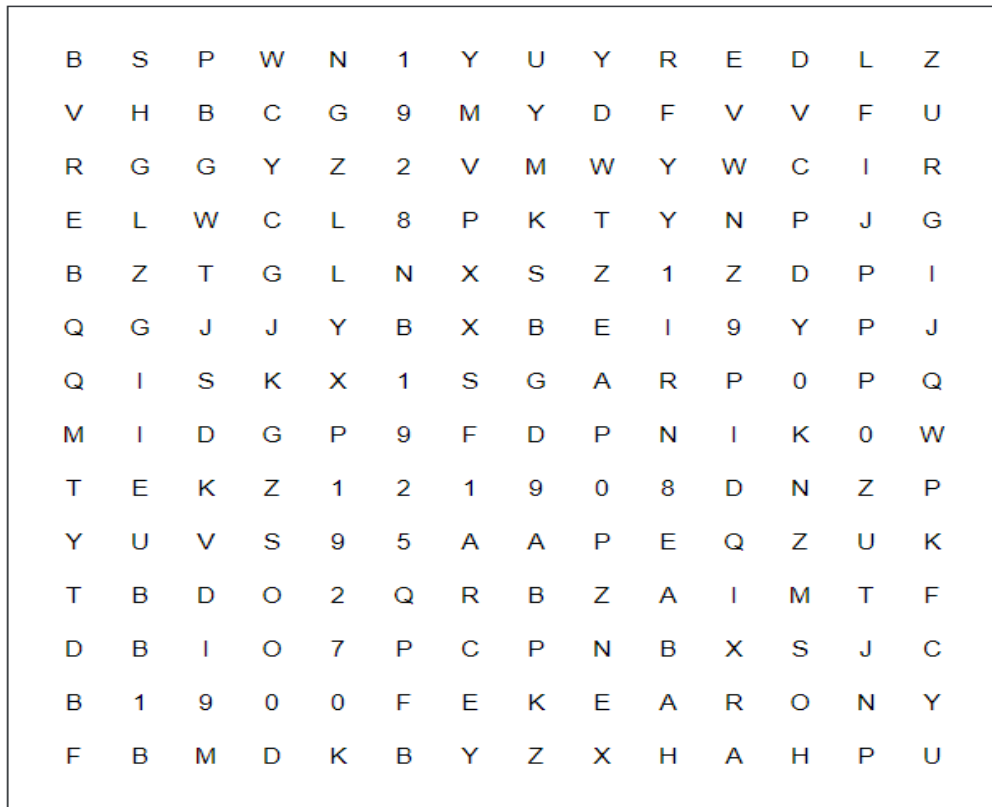 B S P W N 1 Y U Y R E D L Z
V H B C G 9 M Y D F V V F U
R G G Y Z 2 V M W Y W C I R
E L W C L 8 P K T Y N P J G
B Z T G L N X S Z 1 Z D P I
Q G J J Y B X B E I 9 Y P J
Q I S K X 1 S G A R P 0 P Q
M I D G P 9 F D P N I K 0 W
T E K Z 1 2 1 9 0 8 D N Z P
Y U V S 9 5 A A P E Q Z U K
T B D O 2 Q R B Z A I M T F
D B I O 7 P C P N B X S J C
B 1 9 0 0 F E K E A R O N Y
F B M D K B Y Z X H A H P U